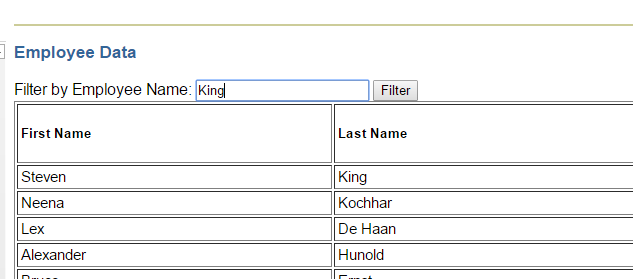 Employee Data
Filter by Employee Name: King Filter
First Name Last Name
Steven King
Neena Kochhar
Lex De Haan
Alexander Hunold